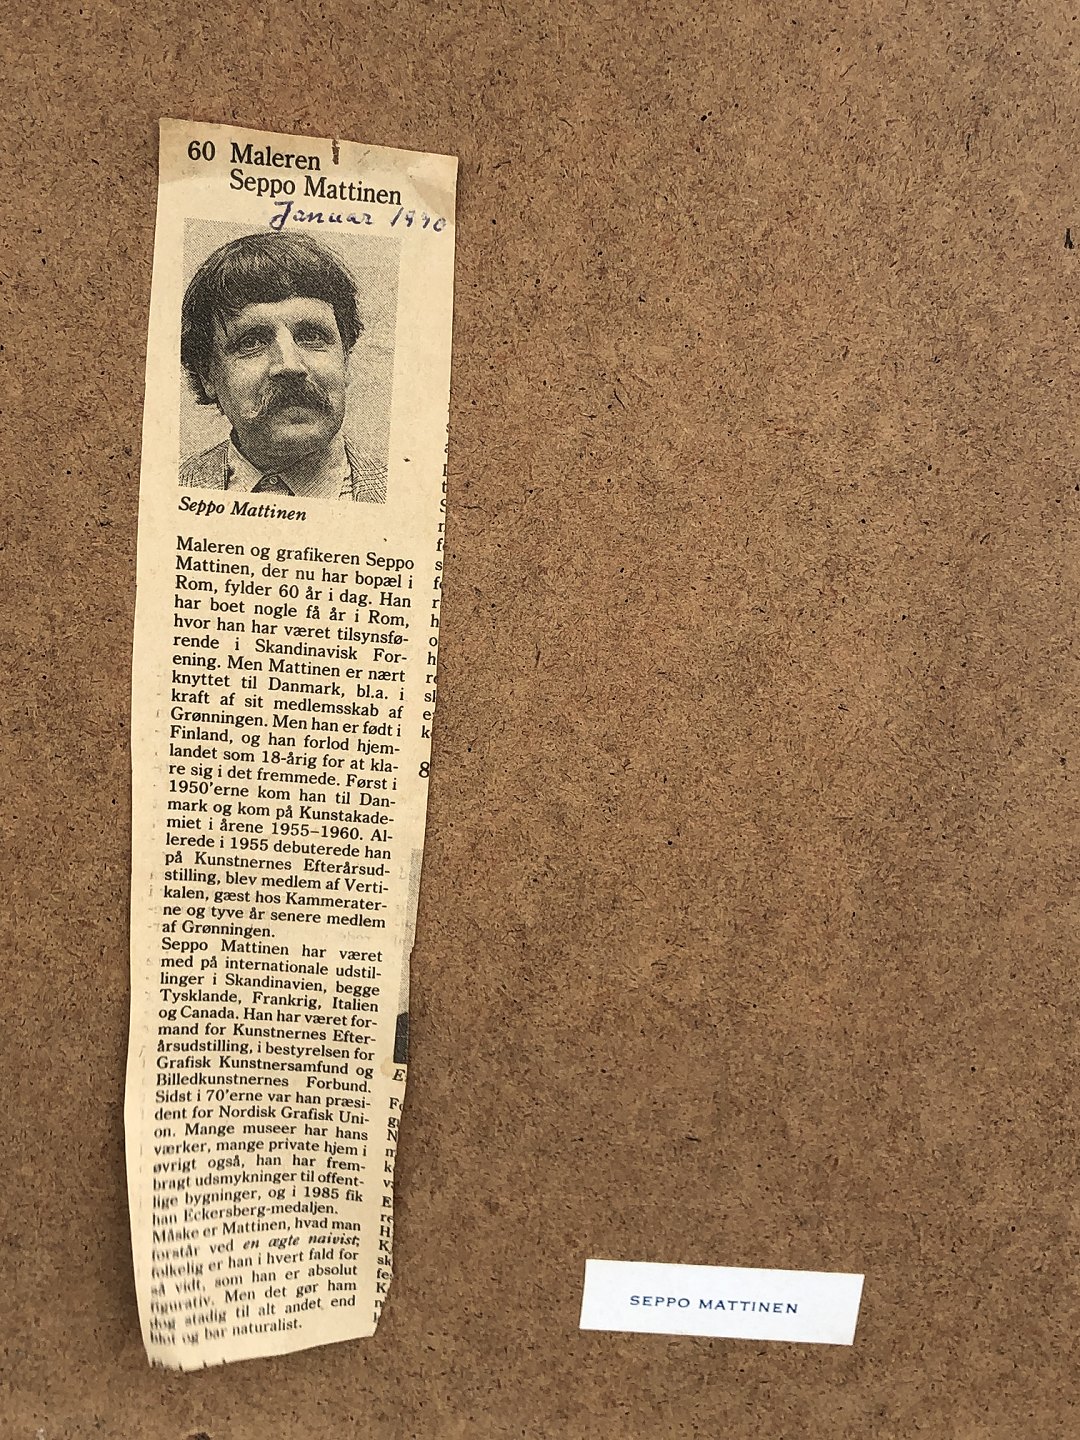 60 Maleren
Seppo Mattinen
Januar 1990
Seppo Mattinen
Maleren og grafikeren Seppo
Mattinen, der nu har bopæl i
Rom, fylder 60 år i dag. Han
har boet nogle få år i Rom,
hvor han har været tilsynsfø-
rende i Skandinavisk For-
ening. Men Mattinen er nært
knyttet til Danmark, bl.a. i
kraft af sit medlemsskab af
Grønningen. Men han er født i
Finland, og han forlod hjem-
landet som 18-årig for at kla-
re sig i det fremmede. Først i
1950'erne kom han til Dan-
mark og kom på Kunstakade-
miet i årene 1955–1960. Al-
lerede i 1955 debuterede han
på Kunstnernes Efterårsud-
stilling, blev medlem af Verti-
kalen, gæst hos Kammerater-
ne og tyve år senere medlem
af Grønningen.
Seppo Mattinen har været
med på internationale udstil-
linger i Skandinavien, begge
Tysklande, Frankrig, Italien
og Canada. Han har været for-
mand for Kunstnernes Efter-
årsudstilling, i bestyrelsen for
Grafisk Kunstnersamfund og
Billedkunstnernes Forbund.
Sidst i 70'erne var han præsi-
dent for Nordisk Grafisk Uni-
on. Mange museer har hans
værker, mange private hjem i
øvrigt også, han har frem-
bragt udsmykninger til offent-
lige bygninger, og i 1985 fik
han Eckersberg-medaljen.
Måske er Mattinen, hvad man
forstår ved en ægte naivist;
folkelig er han i hvert fald for
så vidt, som han er absolut
figurativ. Men det gør ham
dog stadig til alt andet end
blot og bar naturalist.
SEPPO MATTINEN